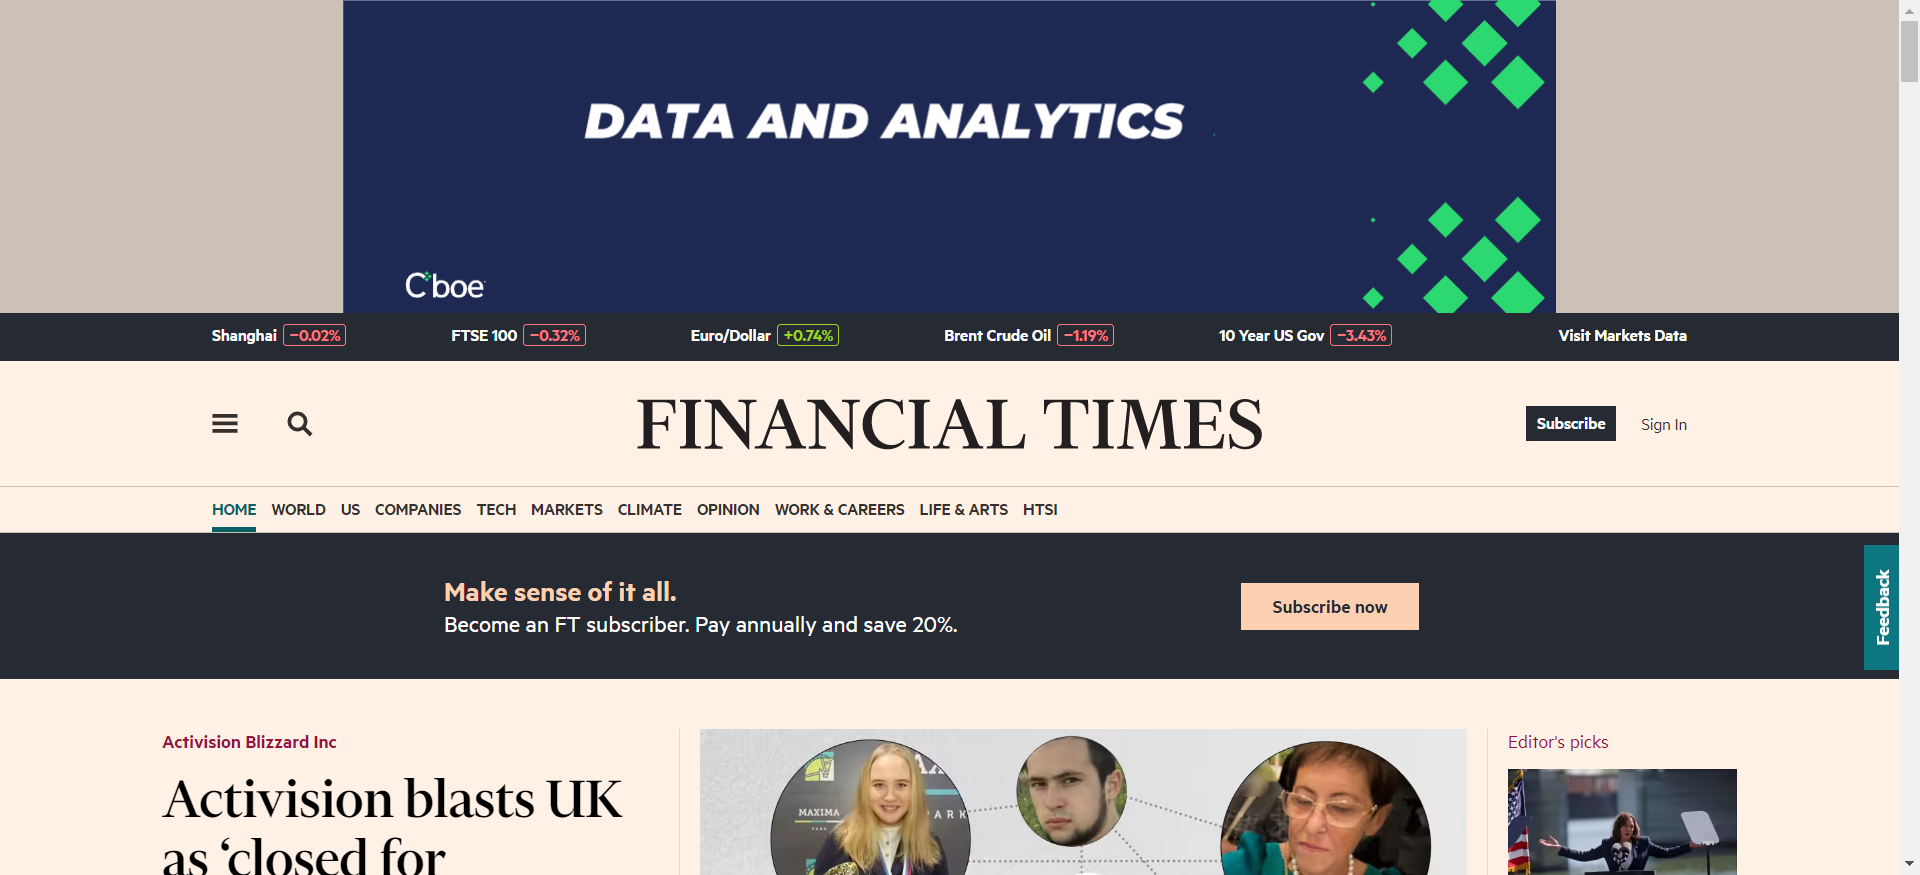 DATA AND ANALYTICS
Cboe
Shanghai −0.02% FTSE 100 −0.32% Euro/Dollar +0.74% Brent Crude Oil −1.19% 10 Year US Gov −3.43% Visit Markets Data
FINANCIAL TIMES
Subscribe Sign In
HOME WORLD US COMPANIES TECH MARKETS CLIMATE OPINION WORK & CAREERS LIFE & ARTS HTSI
Make sense of it all.
Become an FT subscriber. Pay annually and save 20%.
Subscribe now
Feedback
Activision Blizzard Inc
Activision blasts UK
as ‘closed for
MAXIMA
PARK
Editor's picks